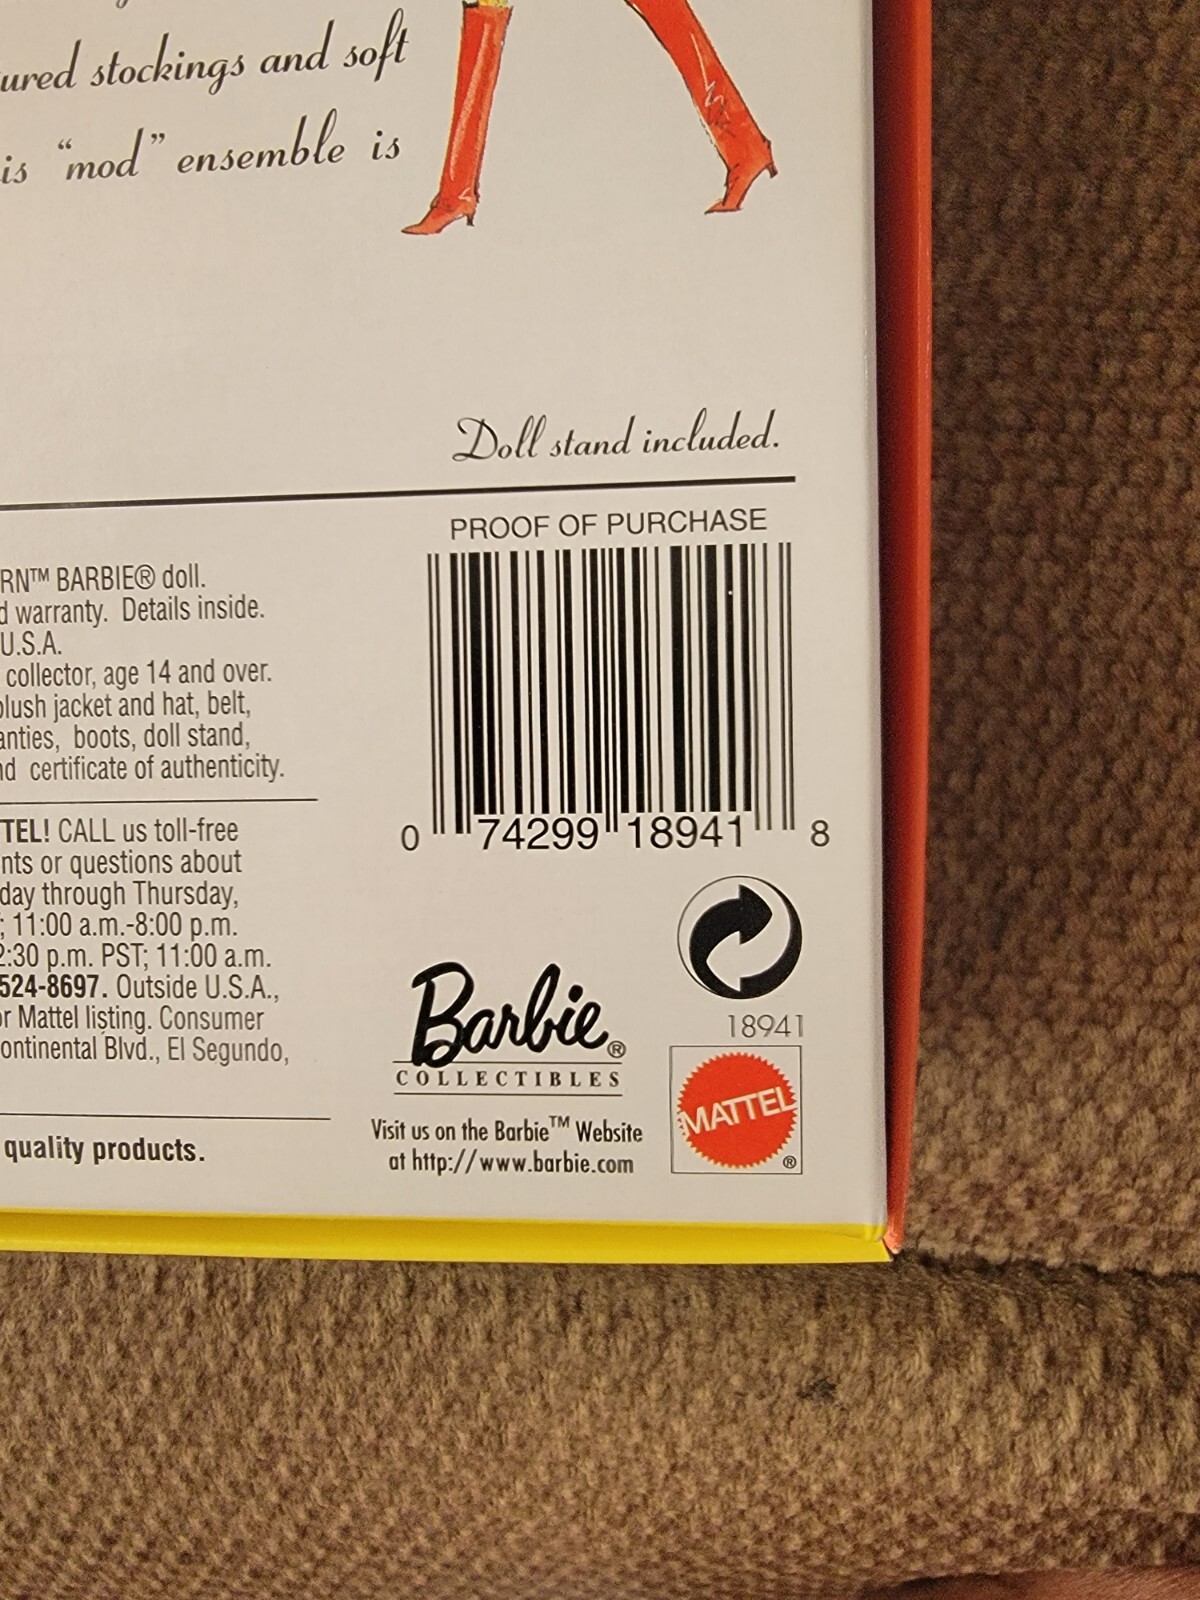 stockings and soft
is “mod” ensemble is
Doll stand included.
PROOF OF PURCHASE
0 74299 18941 8
BARBIE® doll.
warranty. Details inside.
U.S.A.
collector, age 14 and over.
jacket and hat, belt,
boots, doll stand,
certificate of authenticity.
CALL us toll-free
or questions about
through Thursday,
; 11:00 a.m.-8:00 p.m.
2:30 p.m. PST; 11:00 a.m.
524-8697. Outside U.S.A.,
Mattel listing. Consumer
Blvd., El Segundo,
quality products.
Barbie®
COLLECTIBLES
Visit us on the Barbie™ Website
at http://www.barbie.com
18941
MATTEL
®